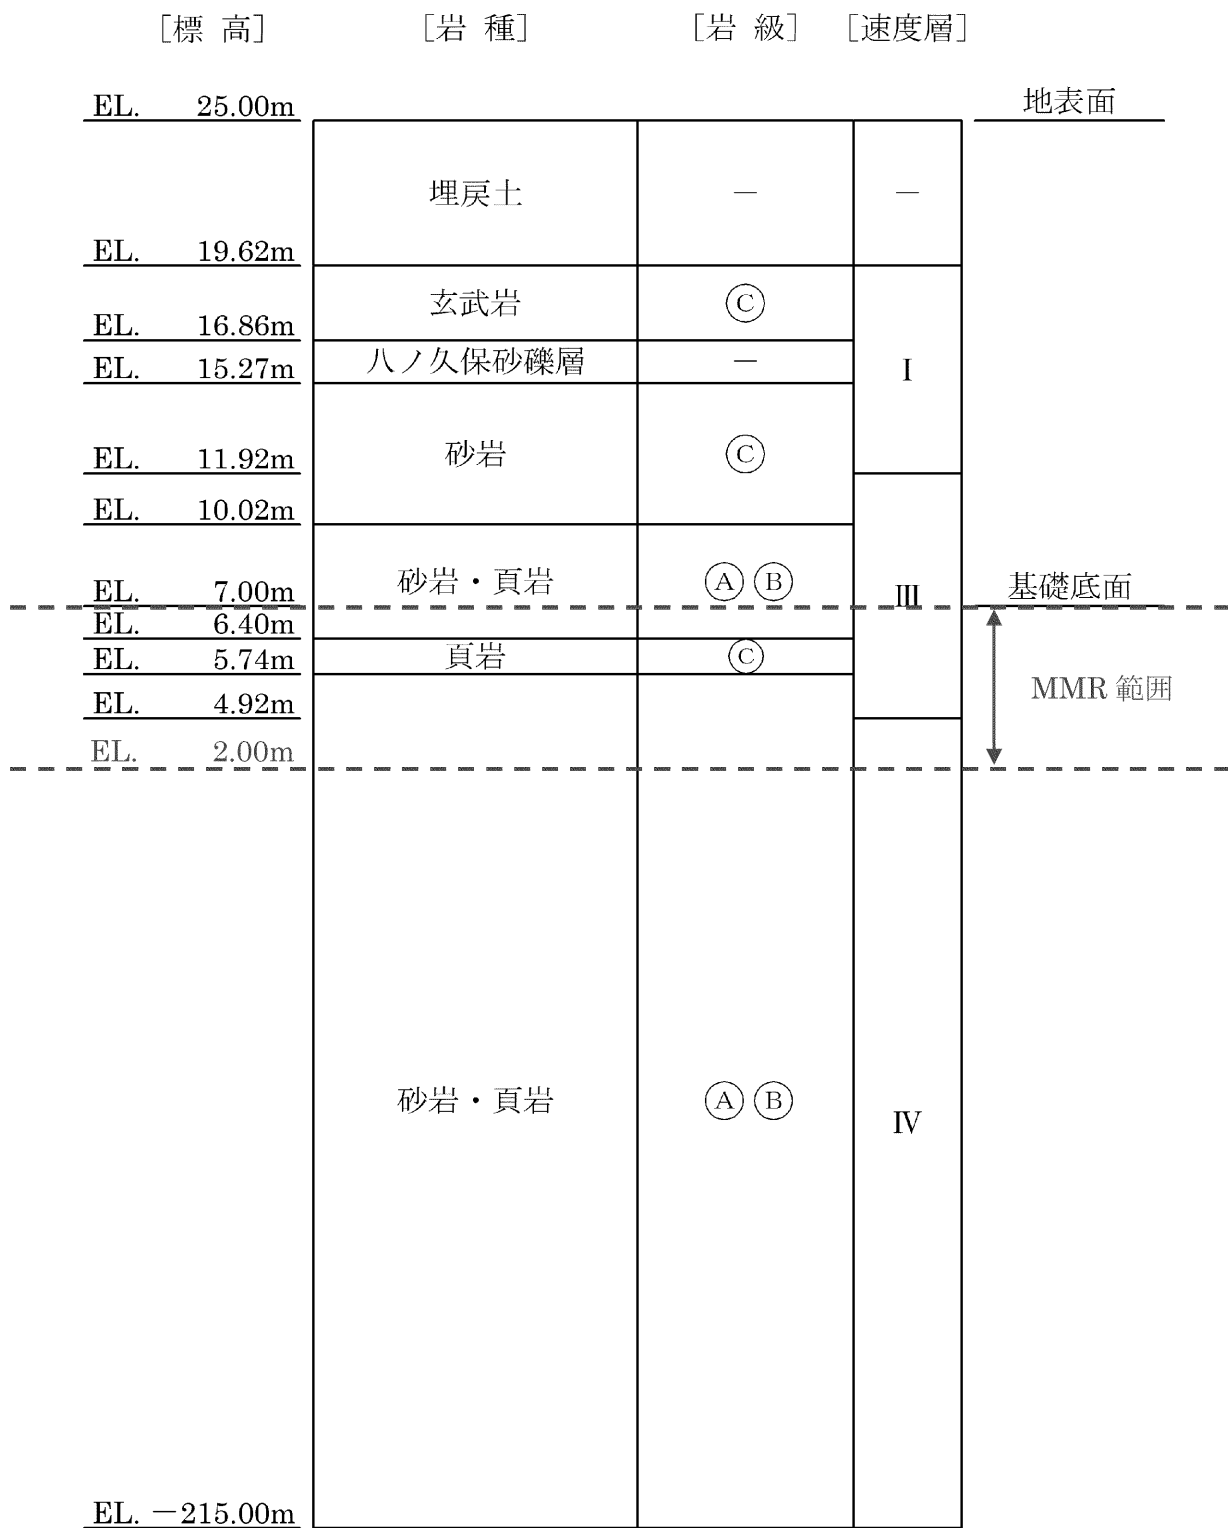 [標 高] [岩 種] [岩 級] [速度層]
EL. 25.00m 地表面
埋戻土 － －
EL. 19.62m
玄武岩 Ⓒ
EL. 16.86m
八ノ久保砂礫層 －
EL. 15.27m
Ⅰ
砂岩 Ⓒ
EL. 11.92m
EL. 10.02m
砂岩・頁岩 Ⓐ Ⓑ
EL. 7.00m Ⅲ 基礎底面
EL. 6.40m
頁岩 Ⓒ
EL. 5.74m
MMR 範囲
EL. 4.92m
EL. 2.00m
砂岩・頁岩 Ⓐ Ⓑ
Ⅳ
EL. －215.00m